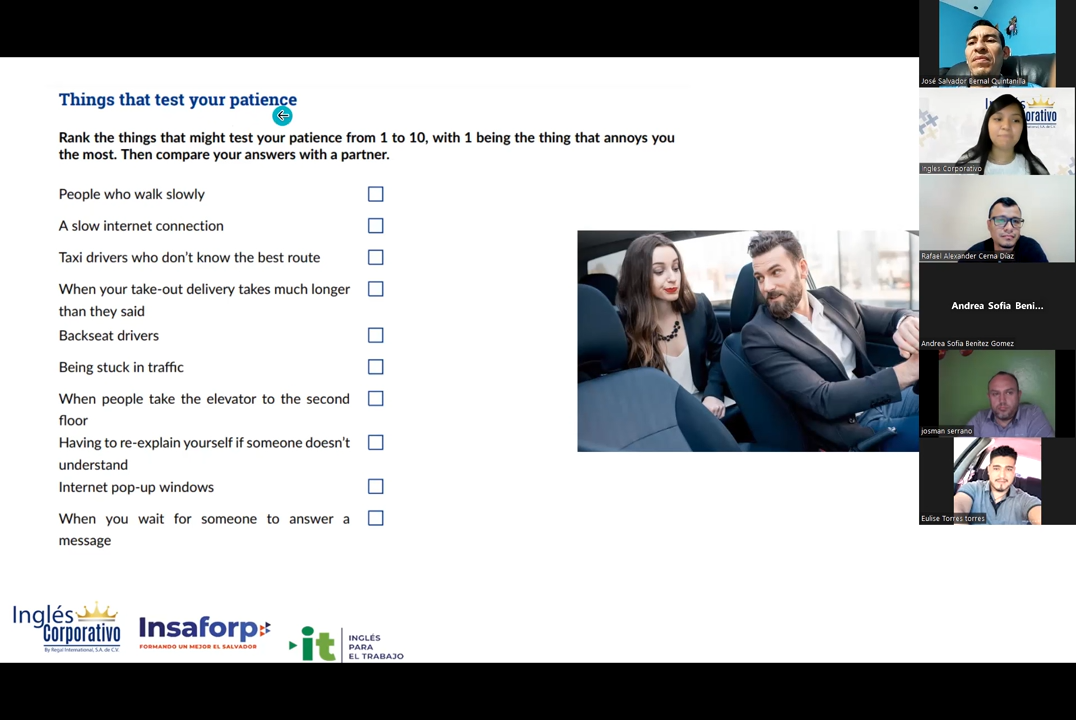 Things that test your patience
Rank the things that might test your patience from 1 to 10, with 1 being the thing that annoys you
the most. Then compare your answers with a partner.
People who walk slowly
A slow internet connection
Taxi drivers who don't know the best route
When your take-out delivery takes much longer
than they said
Backseat drivers
Being stuck in traffic
When people take the elevator to the second
floor
Having to re-explain yourself if someone doesn't
understand
Internet pop-up windows
When you wait for someone to answer a
message
Inglés
Corporativo
By Regal International, S.A. de C.V.
Insaforp
FORMANDO UN MEJOR EL SALVADOR
it
INGLÉS
PARA
EL TRABAJO
José Salvador Bernal Quintanilla
Ingles Corporativo
Rafael Alexander Cerna Díaz
Andrea Sofia Beni...
Andrea Sofia Benitez Gomez
josman serrano
Eulise Torres torres